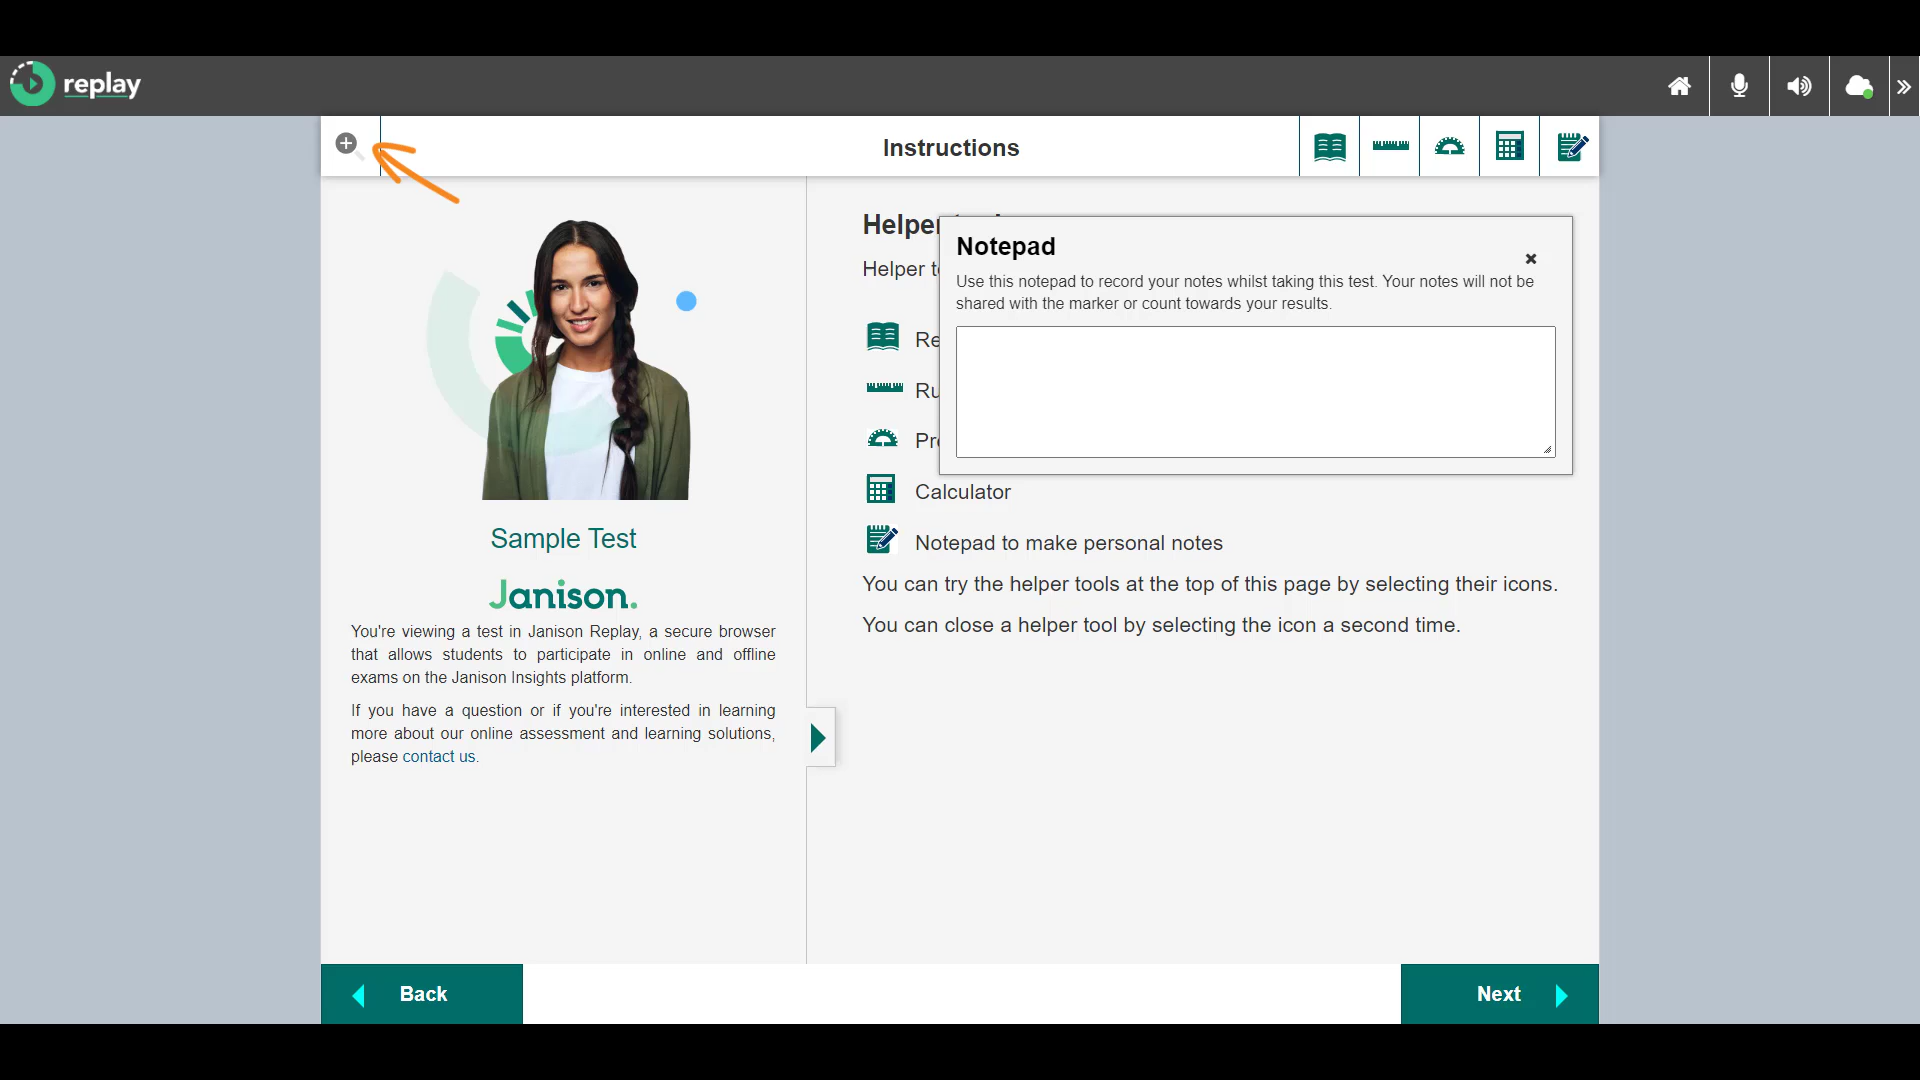 replay
Instructions
Sample Test
Janison.
You're viewing a test in Janison Replay, a secure browser
that allows students to participate in online and offline
exams on the Janison Insights platform.
If you have a question or if you're interested in learning
more about our online assessment and learning solutions,
please contact us.
Helper
Helper
Re
Ru
Pr
Calculator
Notepad to make personal notes
You can try the helper tools at the top of this page by selecting their icons.
You can close a helper tool by selecting the icon a second time.
Notepad
Use this notepad to record your notes whilst taking this test. Your notes will not be
shared with the marker or count towards your results.
Back
Next